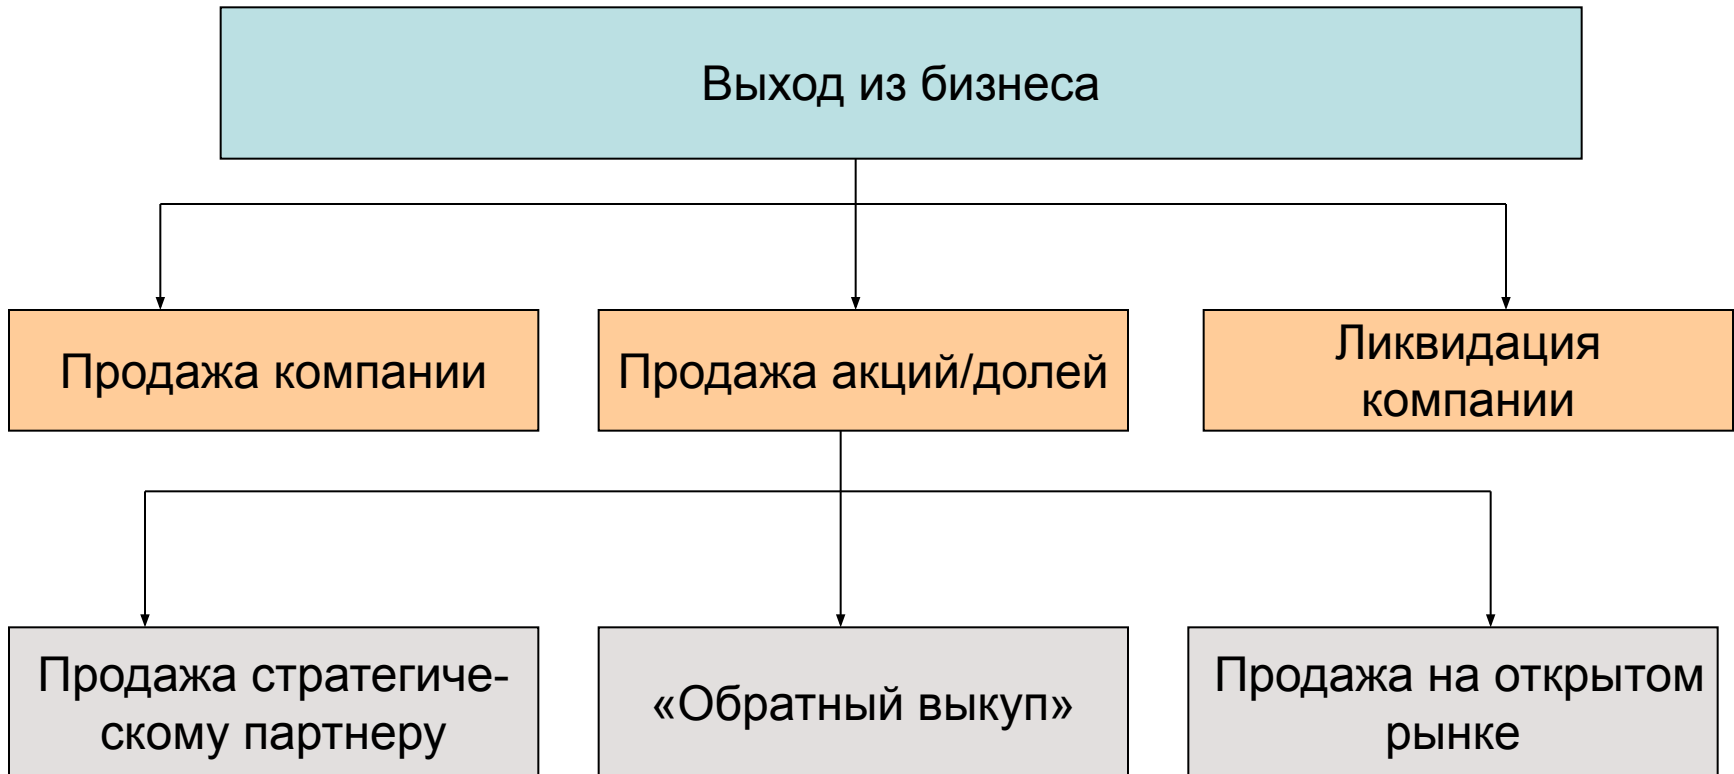 Выход из бизнеса
Продажа компании
Продажа акций/долей
Ликвидация
компании
Продажа стратегиче-
скому партнеру
«Обратный выкуп»
Продажа на открытом
рынке